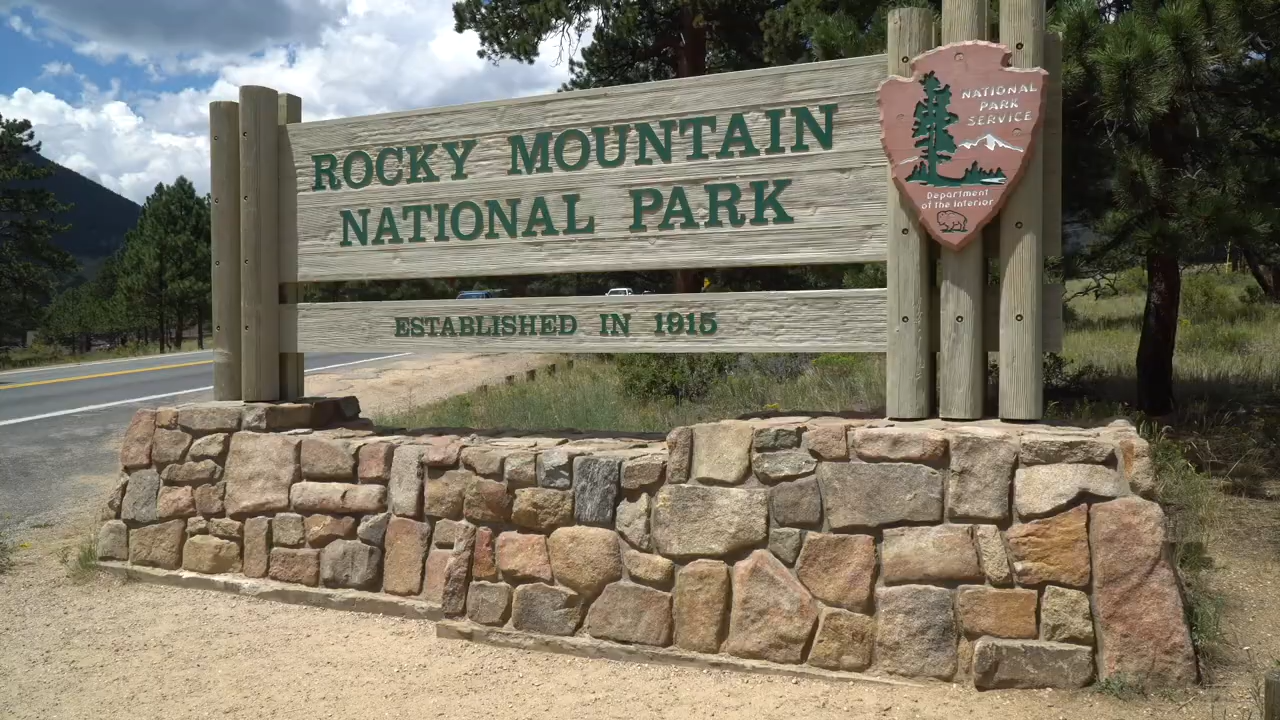 ROCKY MOUNTAIN
NATIONAL PARK
ESTABLISHED IN 1915
NATIONAL
PARK
SERVICE
Department
of the Interior